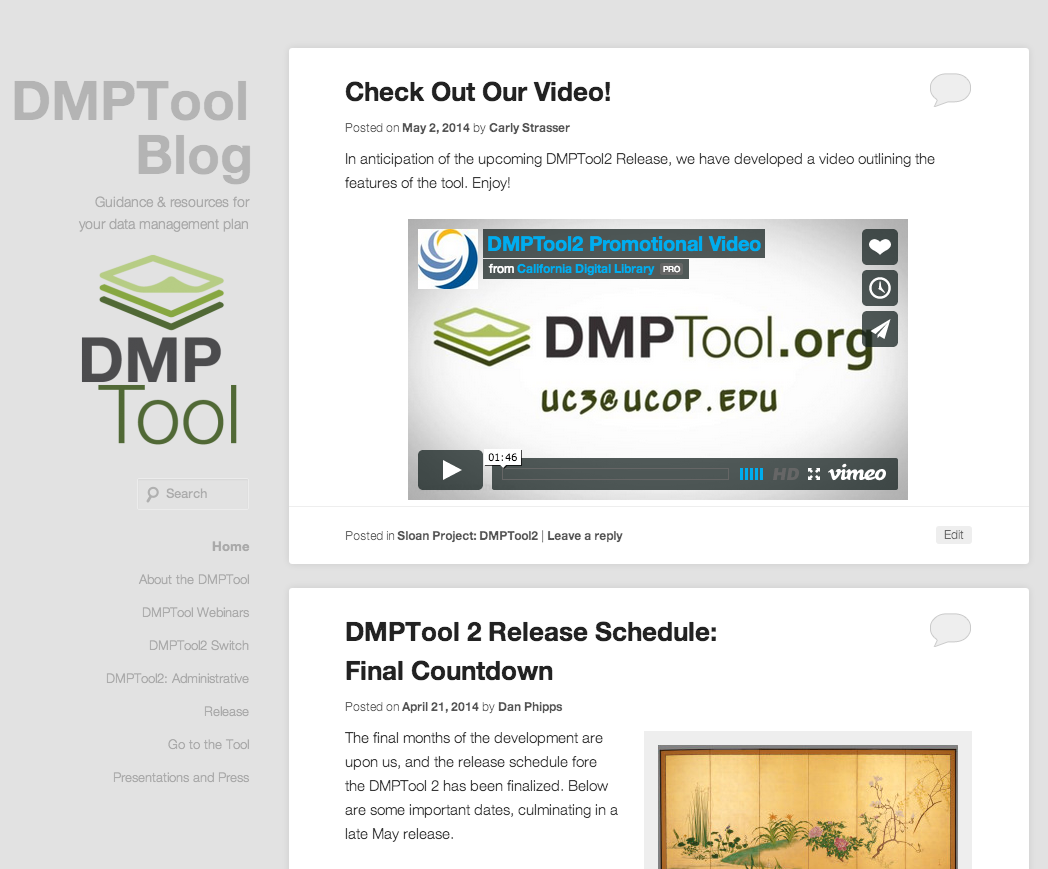 DMPTool
Blog
Guidance & resources for
your data management plan
DMP
Tool
Search
Home
About the DMPTool
DMPTool Webinars
DMPTool2 Switch
DMPTool2: Administrative
Release
Go to the Tool
Presentations and Press
Check Out Our Video!
Posted on May 2, 2014 by Carly Strasser
In anticipation of the upcoming DMPTool2 Release, we have developed a video outlining the
features of the tool. Enjoy!
DMPTool2 Promotional Video
from California Digital Library PRO
DMPTool.org
UC3@UCOP.EDU
01:46
HD vimeo
Posted in Sloan Project: DMPTool2 | Leave a reply
Edit
DMPTool 2 Release Schedule:
Final Countdown
Posted on April 21, 2014 by Dan Phipps
The final months of the development are
upon us, and the release schedule fore
the DMPTool 2 has been finalized. Below
are some important dates, culminating in a
late May release.